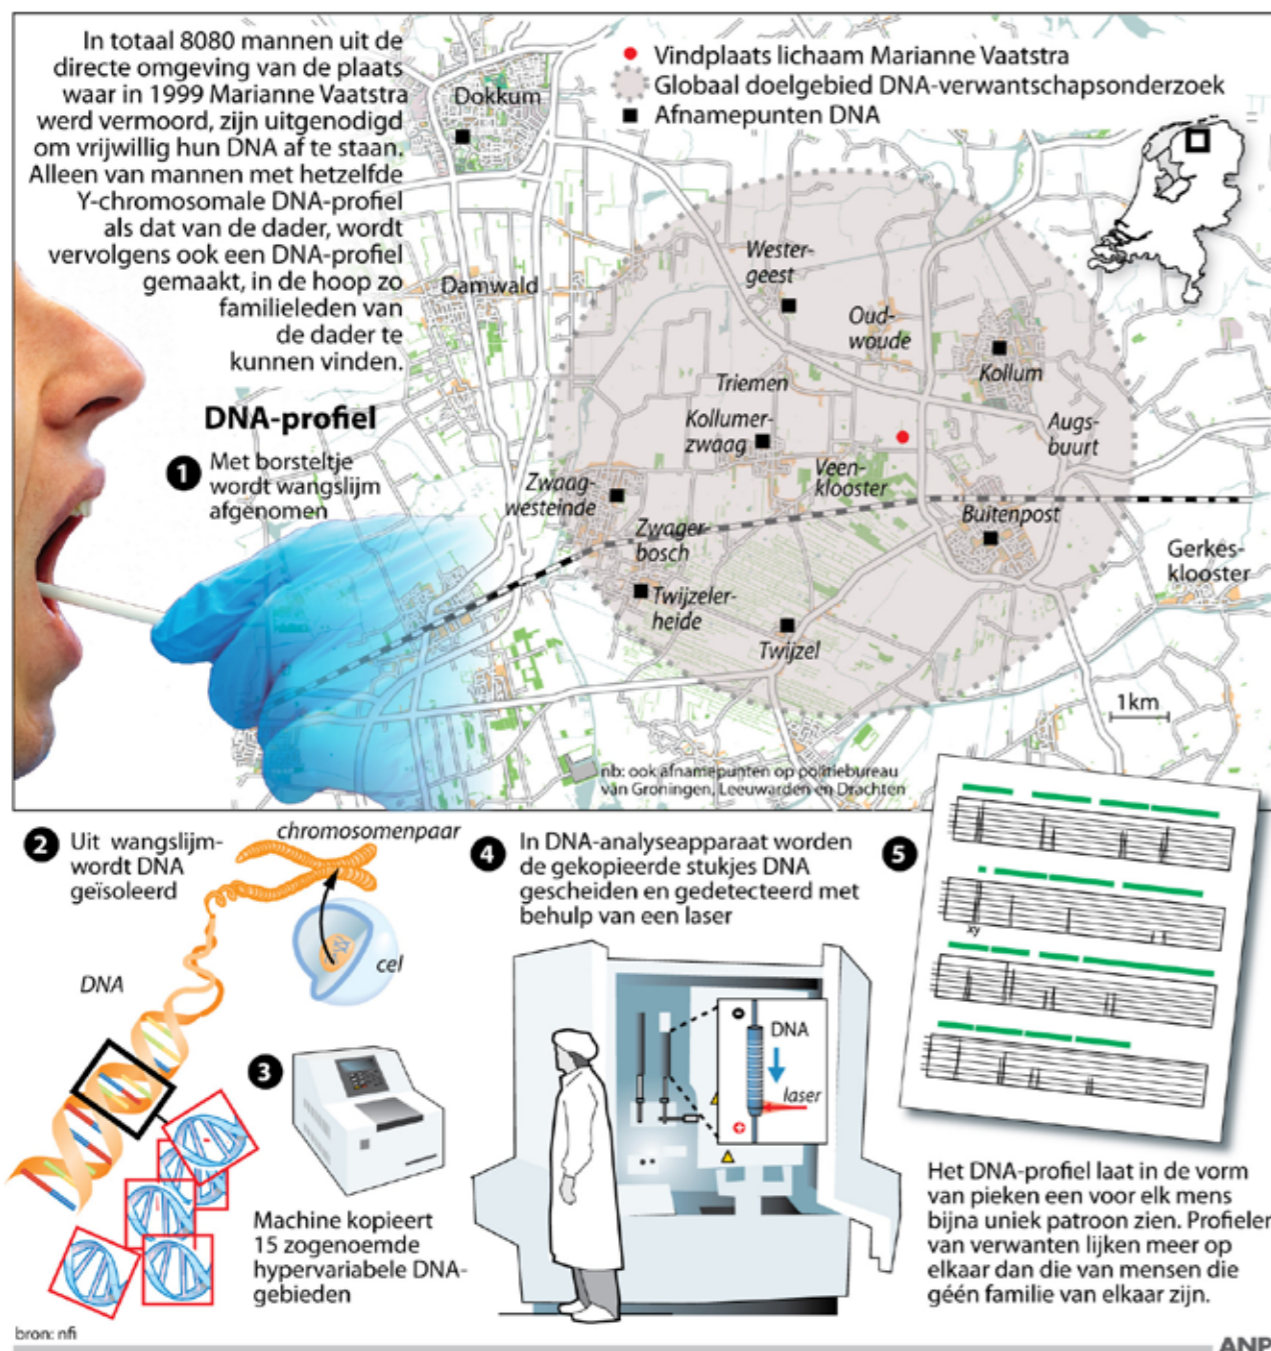 In totaal 8080 mannen uit de
directe omgeving van de plaats
waar in 1999 Marianne Vaatstra
werd vermoord, zijn uitgenodigd
om vrijwillig hun DNA af te staan.
Alleen van mannen met hetzelfde
Y-chromosomale DNA-profiel
als dat van de dader, wordt
vervolgens ook een DNA-profiel
gemaakt, in de hoop zo
familieleden van
de dader te
kunnen vinden.
Vindplaats lichaam Marianne Vaatstra
Globaal doelgebied DNA-verwantschapsonderzoek
Afnamepunten DNA
Dokkum
Damwald
Wester-
geest
Oud-
woude
Kollum
Triemen
Kollumer-
zwaag
Augs-
buurt
Veen-
klooster
Zwaag-
westeinde
Zwager-
bosch
Buitenpost
Gerkes-
klooster
Twijzeler-
heide
Twijzel
1km
nb: ook afnamepunten op politiebureau
van Groningen, Leeuwarden en Drachten
DNA-profiel
1 Met borsteltje
wordt wangslijm
afgenomen
2 Uit wangslijm-
wordt DNA
geïsoleerd
chromosomenpaar
cel
DNA
3
Machine kopieert
15 zogenoemde
hypervariabele DNA-
gebieden
4 In DNA-analyseapparaat worden
de gekopieerde stukjes DNA
gescheiden en gedetecteerd met
behulp van een laser
DNA
laser
5
xy
Het DNA-profiel laat in de vorm
van pieken een voor elk mens
bijna uniek patroon zien. Profielen
van verwanten lijken meer op
elkaar dan die van mensen die
géén familie van elkaar zijn.
bron: nfi
ANP